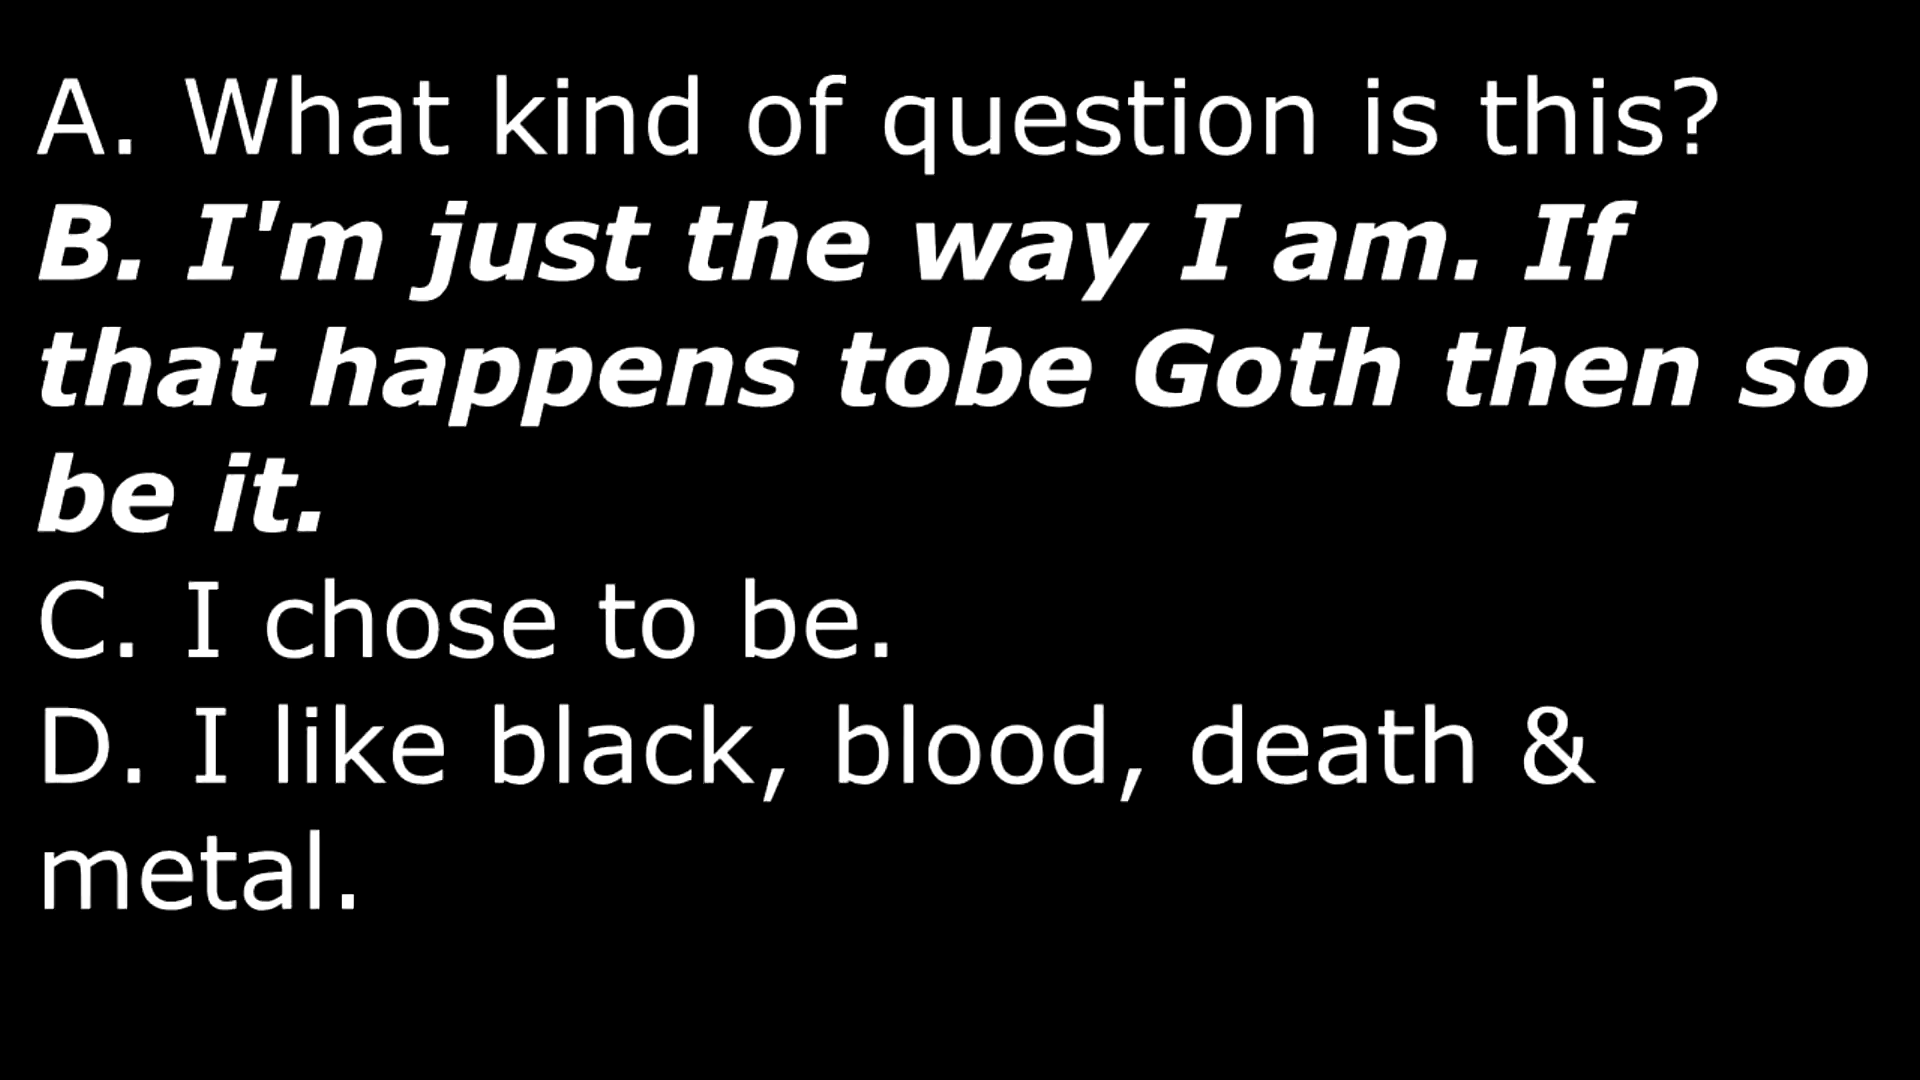 A. What kind of question is this?
B. I'm just the way I am. If
that happens tobe Goth then so
be it.
C. I chose to be.
D. I like black, blood, death &
metal.